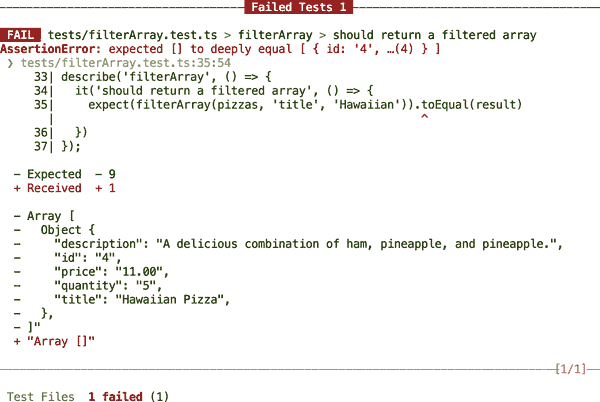 Failed Tests 1
FAIL tests/filterArray.test.ts > filterArray > should return a filtered array
AssertionError: expected [] to deeply equal [ { id: '4', …(4) } ]
❯ tests/filterArray.test.ts:35:54
33| describe('filterArray', () => {
34|   it('should return a filtered array', () => {
35|     expect(filterArray(pizzas, 'title', 'Hawaiian')).toEqual(result)
|                                                      ^
36|   })
37| });
- Expected  - 9
+ Received  + 1
- Array [
-   Object {
-     "description": "A delicious combination of ham, pineapple, and pineapple.",
-     "id": "4",
-     "price": "11.00",
-     "quantity": "5",
-     "title": "Hawaiian Pizza",
-   },
- ]"
+ "Array []"
[1/1]
Test Files  1 failed (1)